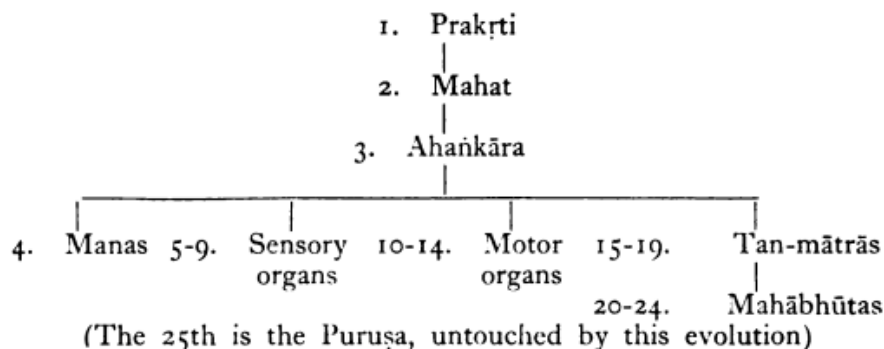 1. Prakṛti
2. Mahat
3. Ahaṅkāra
4. Manas 5-9. Sensory organs 10-14. Motor organs 15-19. Tan-mātrās
20-24. Mahābhūtas
(The 25th is the Puruṣa, untouched by this evolution)